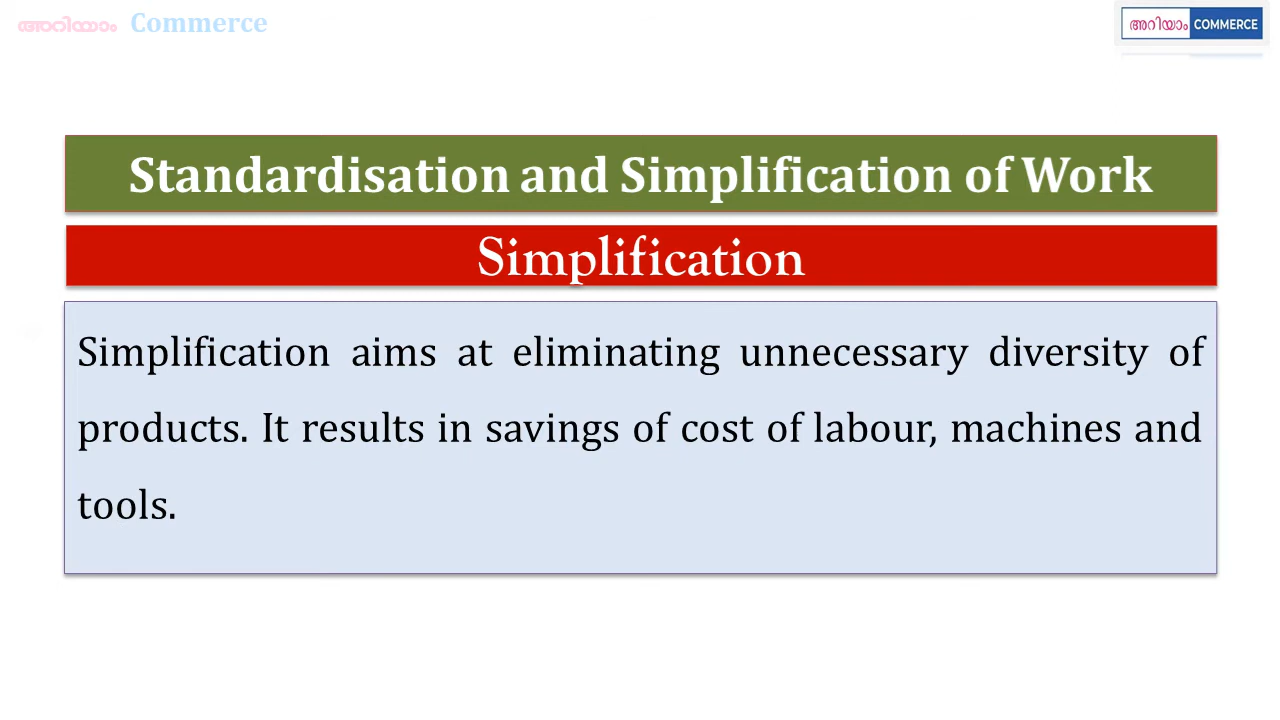 അറിയാം Commerce
അറിയാം COMMERCE
Standardisation and Simplification of Work
Simplification
Simplification aims at eliminating unnecessary diversity of
products. It results in savings of cost of labour, machines and
tools.